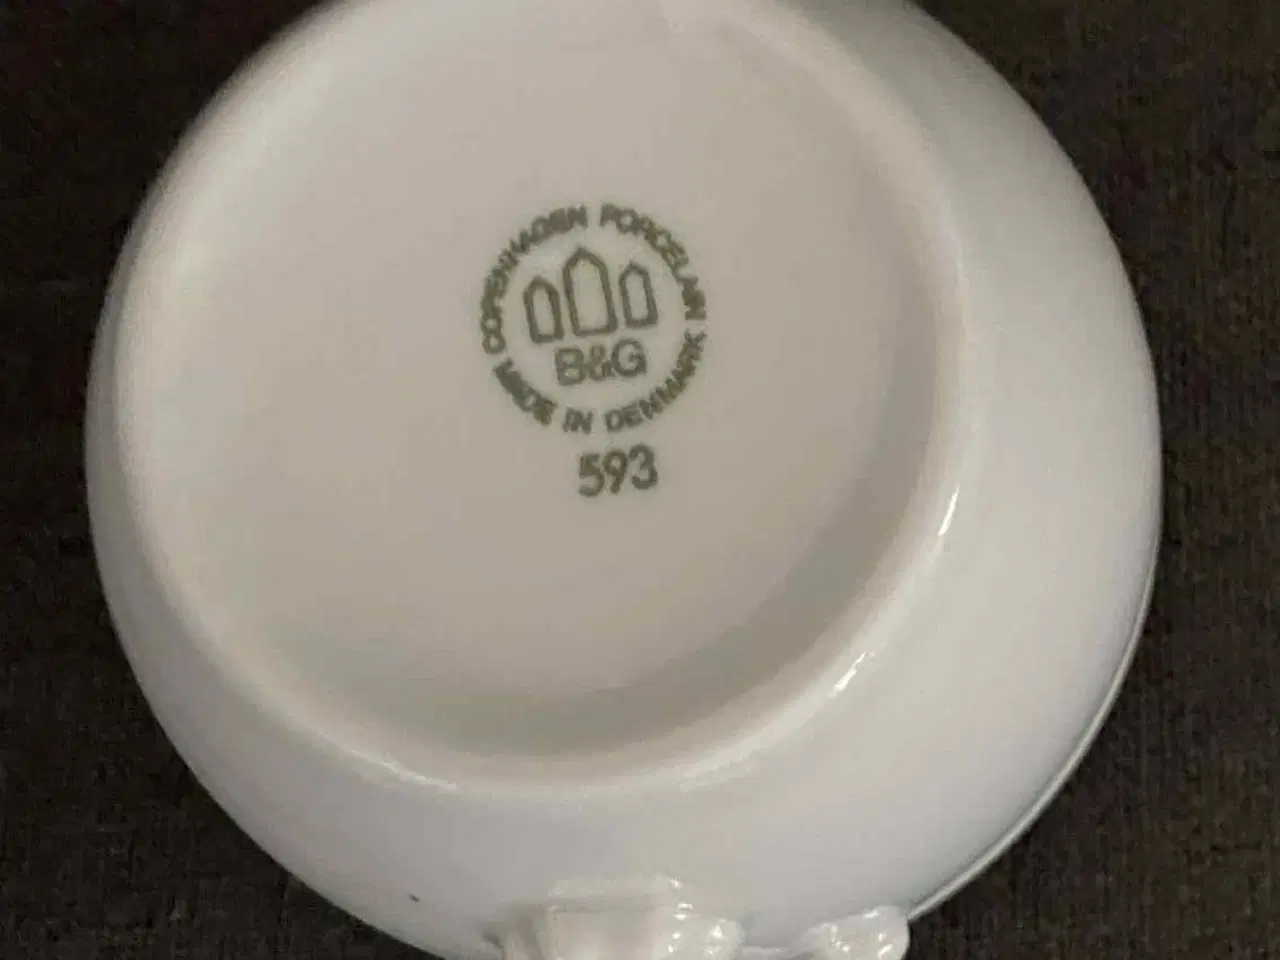 COPENHAGEN PORCELAIN
B&G
MADE IN DENMARK
593